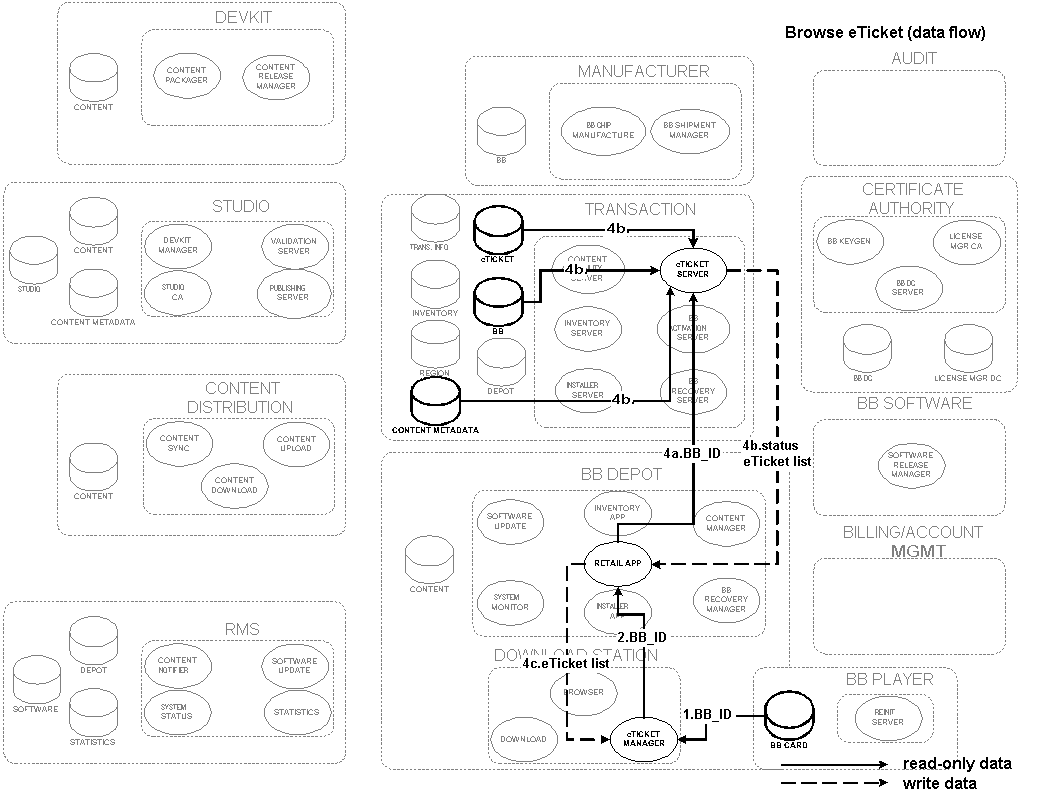 Browse eTicket (data flow)
DEVKIT
CONTENT
PACKAGER
CONTENT
RELEASE
MANAGER
CONTENT
MANUFACTURER
BB CHIP
MANUFACTURE
BB SHIPMENT
MANAGER
BB
AUDIT
STUDIO
CONTENT
STUDIO
CONTENT METADATA
DEVKIT
MANAGER
VALIDATION
SERVER
STUDIO
CA
PUBLISHING
SERVER
TRANSACTION
TRANS. INFO
eTICKET
INVENTORY
BB
REGION
DEPOT
CONTENT METADATA
4b.
4b.
4b.
CONTENT
SERVER
eTICKET
SERVER
INVENTORY
SERVER
BB
ACTIVATION
SERVER
INSTALLER
SERVER
BB
RECOVERY
SERVER
CERTIFICATE
AUTHORITY
BB KEYGEN
LICENSE
MGR CA
BB DC
SERVER
BB DC
LICENSE MGR DC
CONTENT
DISTRIBUTION
CONTENT
SYNC
CONTENT
UPLOAD
CONTENT
DOWNLOAD
CONTENT
4a.BB_ID
4b.status
eTicket list
BB SOFTWARE
SOFTWARE
RELEASE
MANAGER
BB DEPOT
SOFTWARE
UPDATE
INVENTORY
APP
CONTENT
MANAGER
CONTENT
RETAIL APP
SYSTEM
MONITOR
INSTALLER
APP
BB
RECOVERY
MANAGER
BILLING/ACCOUNT
MGMT
RMS
DEPOT
SOFTWARE
STATISTICS
CONTENT
NOTIFIER
SOFTWARE
UPDATE
SYSTEM
STATUS
STATISTICS
2.BB_ID
DOWNLOAD STATION
4c.eTicket list
BROWSER
DOWNLOAD
eTICKET
MANAGER
1.BB_ID
BB PLAYER
BB CARD
REINIT
SERVER
read-only data
write data